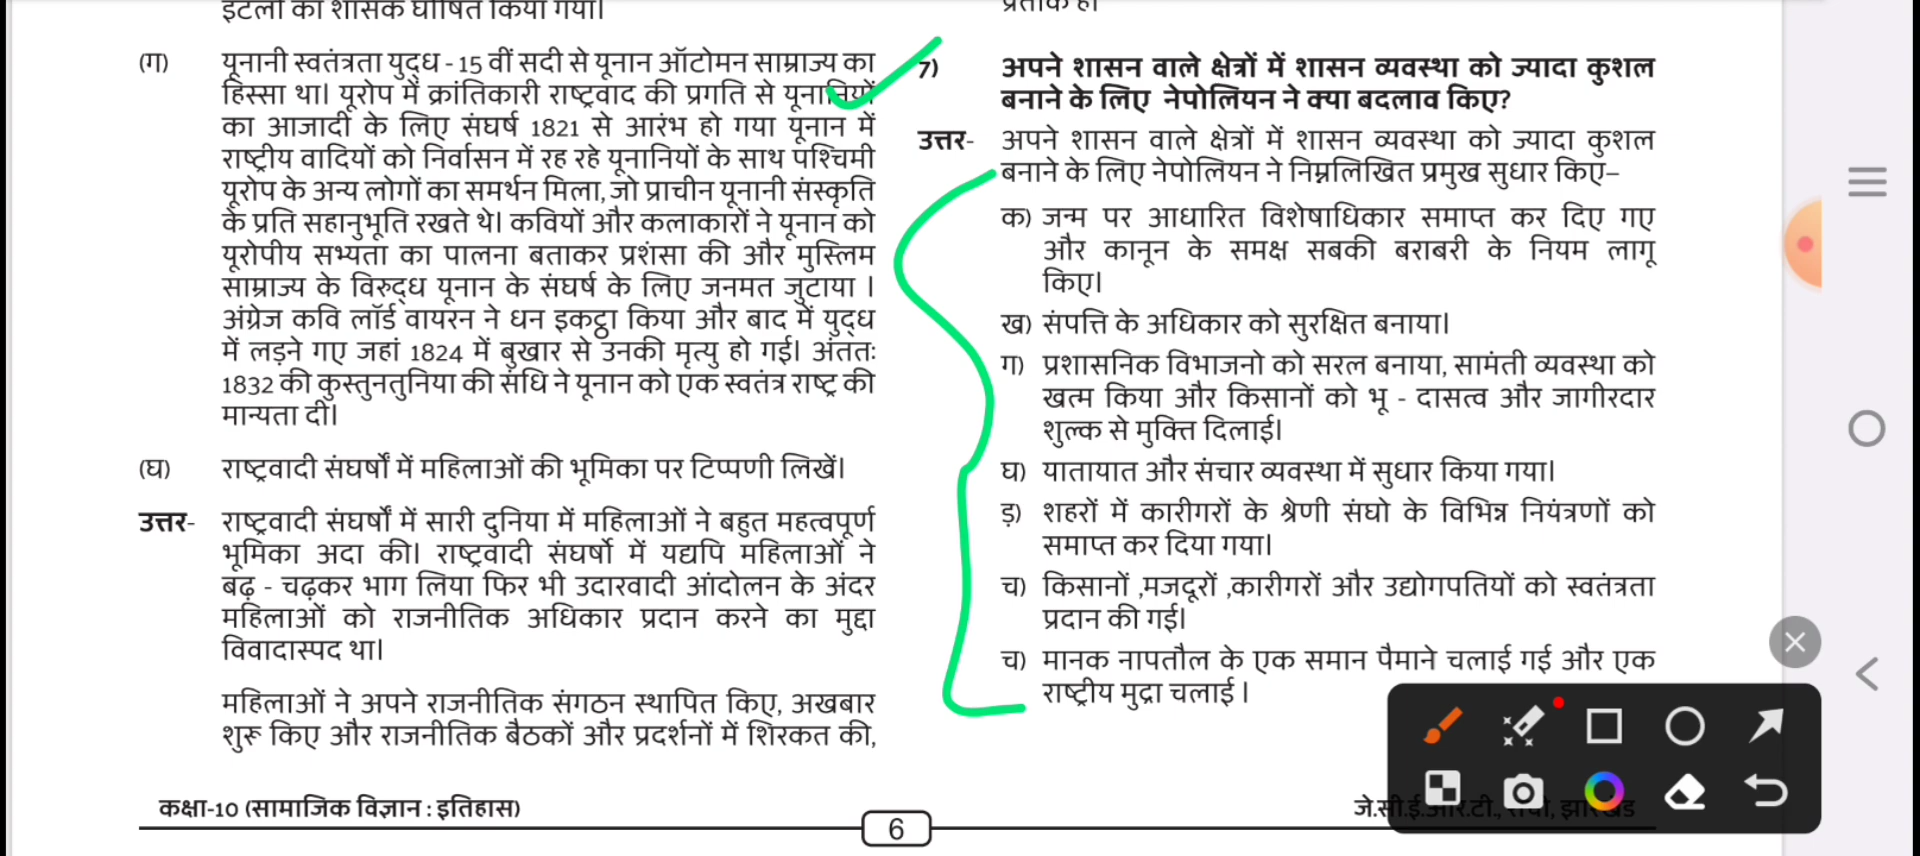 इटली का शासक घोषित किया गया।
(ग) यूनानी स्वतंत्रता युद्ध - 15 वीं सदी से यूनान ऑटोमन साम्राज्य का
हिस्सा था। यूरोप में क्रांतिकारी राष्ट्रवाद की प्रगति से यूनानियों
का आजादी के लिए संघर्ष 1821 से आरंभ हो गया यूनान में
राष्ट्रीय वादियों को निर्वासन में रह रहे यूनानियों के साथ पश्चिमी
यूरोप के अन्य लोगों का समर्थन मिला, जो प्राचीन यूनानी संस्कृति
के प्रति सहानुभूति रखते थे। कवियों और कलाकारों ने यूनान को
यूरोपीय सभ्यता का पालना बताकर प्रशंसा की और मुस्लिम
साम्राज्य के विरुद्ध यूनान के संघर्ष के लिए जनमत जुटाया ।
अंग्रेज कवि लॉर्ड वायरन ने धन इकट्ठा किया और बाद में युद्ध
में लड़ने गए जहां 1824 में बुखार से उनकी मृत्यु हो गई। अंततः
1832 की कुस्तुनतुनिया की संधि ने यूनान को एक स्वतंत्र राष्ट्र की
मान्यता दी।
(घ) राष्ट्रवादी संघर्षों में महिलाओं की भूमिका पर टिप्पणी लिखें।
उत्तर- राष्ट्रवादी संघर्षों में सारी दुनिया में महिलाओं ने बहुत महत्वपूर्ण
भूमिका अदा की। राष्ट्रवादी संघर्षो में यद्यपि महिलाओं ने
बढ़ - चढ़कर भाग लिया फिर भी उदारवादी आंदोलन के अंदर
महिलाओं को राजनीतिक अधिकार प्रदान करने का मुद्दा
विवादास्पद था।
महिलाओं ने अपने राजनीतिक संगठन स्थापित किए, अखबार
शुरू किए और राजनीतिक बैठकों और प्रदर्शनों में शिरकत की,
प्रतीक है।
7) अपने शासन वाले क्षेत्रों में शासन व्यवस्था को ज्यादा कुशल
बनाने के लिए नेपोलियन ने क्या बदलाव किए?
उत्तर- अपने शासन वाले क्षेत्रों में शासन व्यवस्था को ज्यादा कुशल
बनाने के लिए नेपोलियन ने निम्नलिखित प्रमुख सुधार किए–
क) जन्म पर आधारित विशेषाधिकार समाप्त कर दिए गए
और कानून के समक्ष सबकी बराबरी के नियम लागू
किए।
ख) संपत्ति के अधिकार को सुरक्षित बनाया।
ग) प्रशासनिक विभाजनो को सरल बनाया, सामंती व्यवस्था को
खत्म किया और किसानों को भू - दासत्व और जागीरदार
शुल्क से मुक्ति दिलाई।
घ) यातायात और संचार व्यवस्था में सुधार किया गया।
ड़) शहरों में कारीगरों के श्रेणी संघो के विभिन्न नियंत्रणों को
समाप्त कर दिया गया।
च) किसानों ,मजदूरों ,कारीगरों और उद्योगपतियों को स्वतंत्रता
प्रदान की गई।
च) मानक नापतौल के एक समान पैमाने चलाई गई और एक
राष्ट्रीय मुद्रा चलाई ।
कक्षा-10 (सामाजिक विज्ञान : इतिहास)
6
जे.सी.ई.आर.टी., रांची, झारखंड